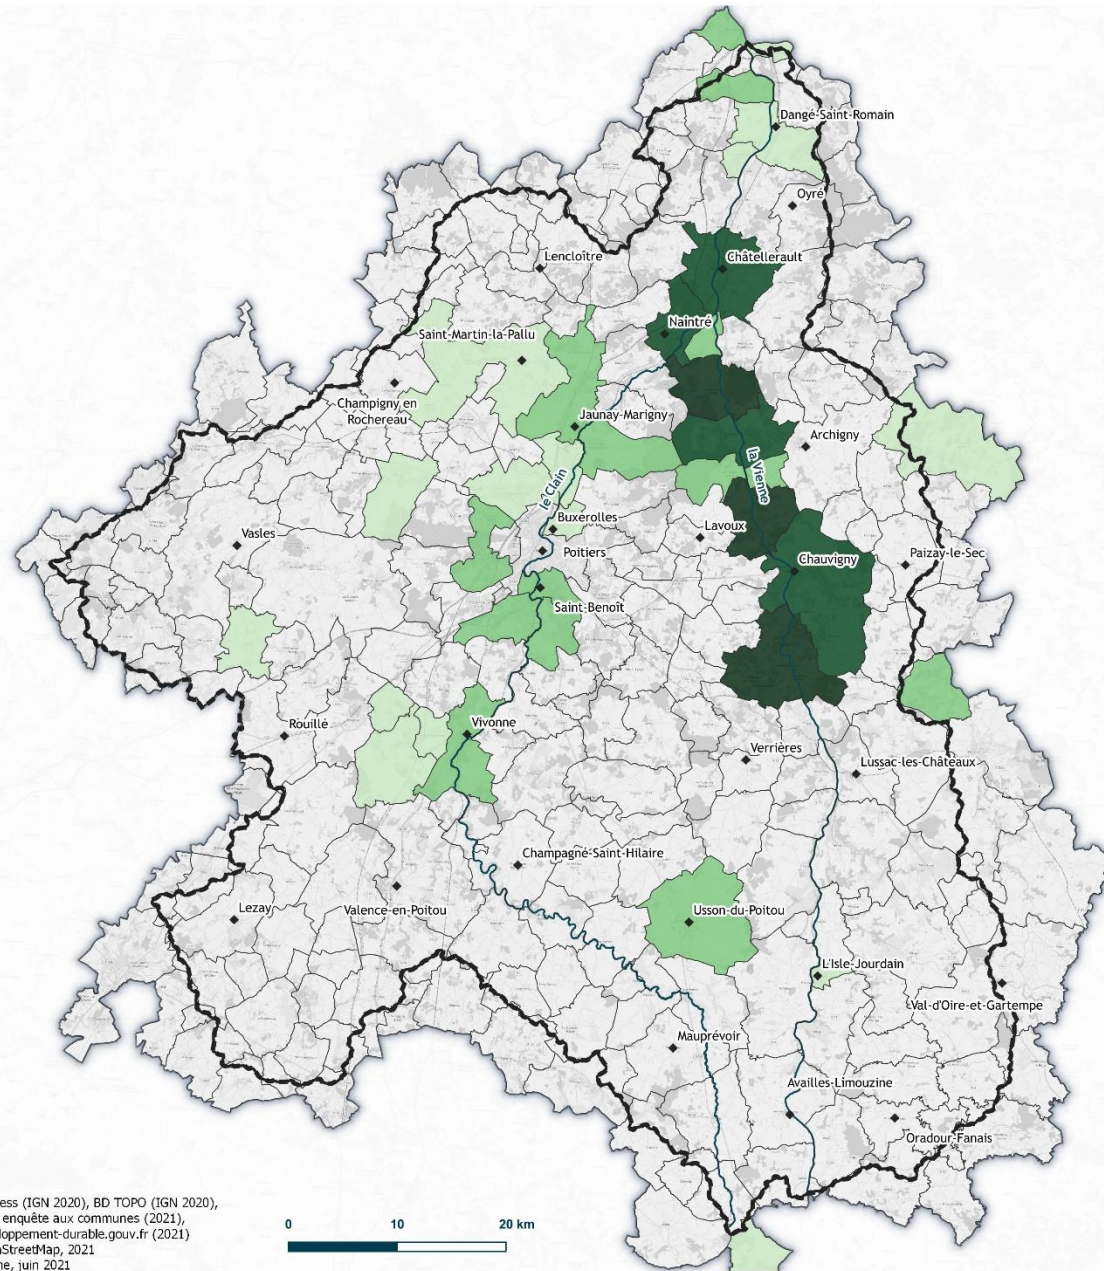 Dangé-Saint-Romain
Oyré
Châtellerault
Lencloître
Naintré
Saint-Martin-la-Pallu
Champigny en
Rochereau
Jaunay-Marigny
Archigny
la Vienne
le Clain
Buxerolles
Lavoux
Vasles
Poitiers
Paizay-le-Sec
Chauvigny
Saint-Benoît
Rouillé
Vivonne
Verrières
Lussac-les-Châteaux
Champagné-Saint-Hilaire
Lezay
Valence-en-Poitou
Usson-du-Poitou
L'Isle-Jourdain
Val-d'Oire-et-Gartempe
Mauprévoir
Availles-Limouzine
Oradour-Fanais
(IGN 2020), BD TOPO (IGN 2020),
enquête aux communes (2021),
developpement-durable.gouv.fr (2021)
2021
juin 2021
0 10 20 km